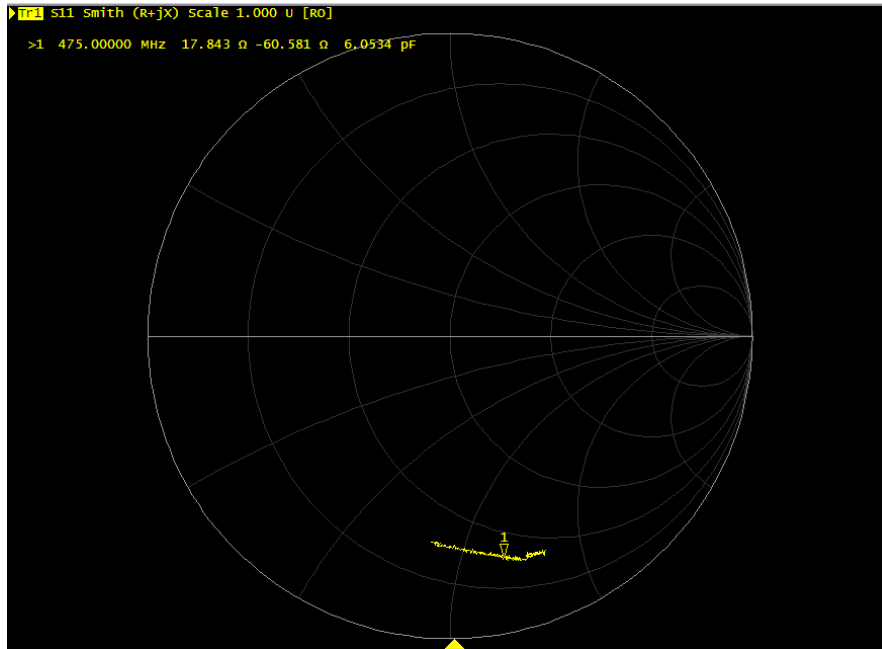 Tr1 S11 Smith (R+jX) Scale 1.000 U [RO]
>1 475.00000 MHz 17.843 Ω -60.581 Ω 6.0534 pF
1